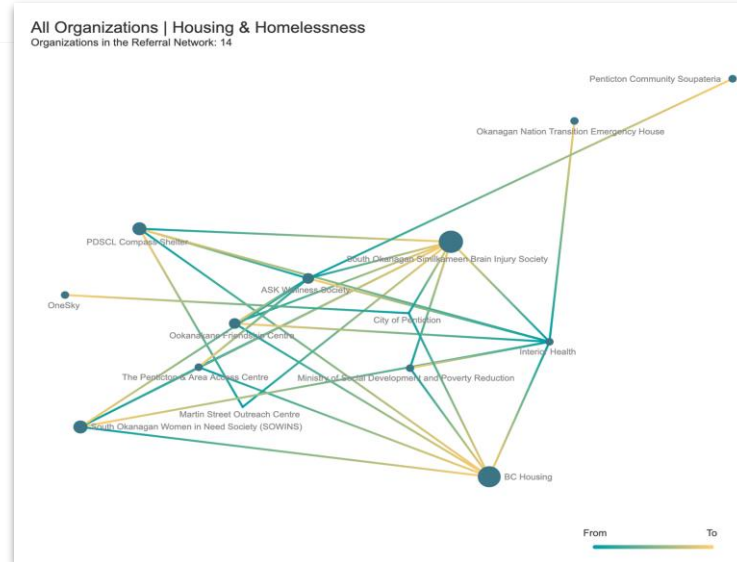 All Organizations | Housing & Homelessness
Organizations in the Referral Network: 14
Penticton Community Soupateria
Okanagan Nation Transition Emergency House
PDSCL Compass Shelter
South Okanagan Similkameen Brain Injury Society
ASK Wellness Society
OneSky
City of Penticton
Ookanakane Friendship Centre
Interior Health
The Penticton & Area Access Centre
Ministry of Social Development and Poverty Reduction
Martin Street Outreach Centre
South Okanagan Women in Need Society (SOWINS)
BC Housing
From
To